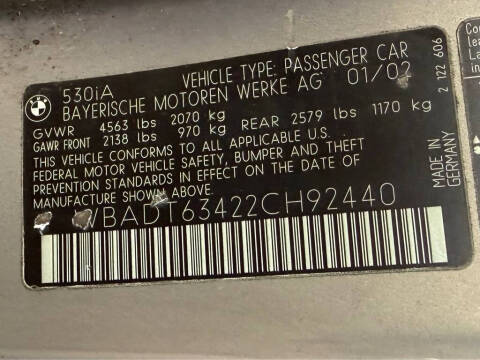 530iA VEHICLE TYPE: PASSENGER CAR
BAYERISCHE MOTOREN WERKE AG 01/02
GVWR 4563 lbs 2070 kg
GAWR FRONT 2138 lbs 970 kg REAR 2579 lbs 1170 kg
THIS VEHICLE CONFORMS TO ALL APPLICABLE U.S.
FEDERAL MOTOR VEHICLE SAFETY, BUMPER AND THEFT
PREVENTION STANDARDS IN EFFECT ON THE DATE OF
MANUFACTURE SHOWN ABOVE.
WBADT63422CH92440
MADE IN
GERMANY
2 122 606